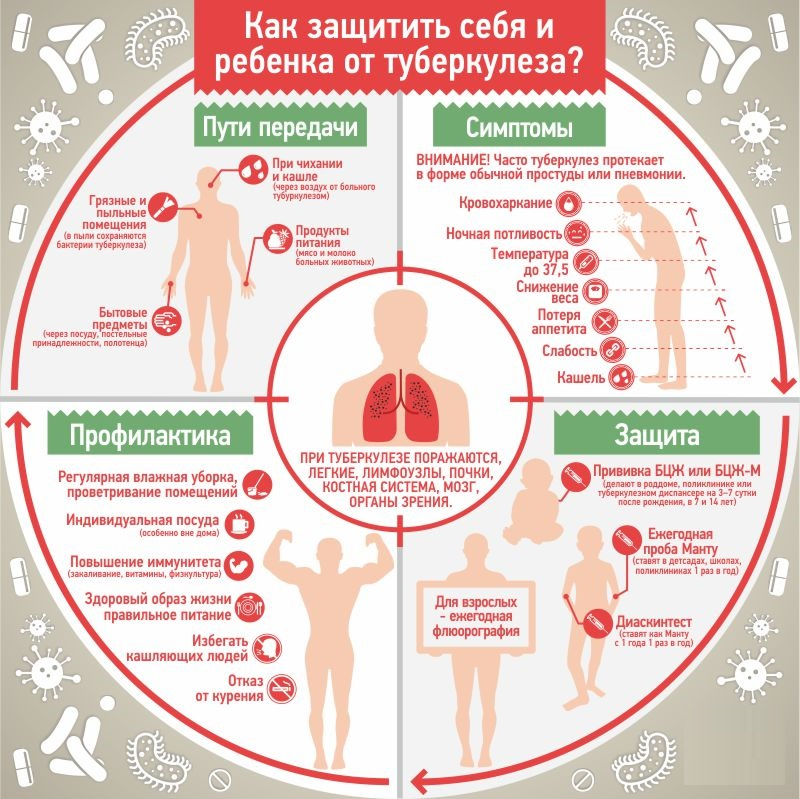 Как защитить себя и
ребенка от туберкулеза?
Пути передачи
При чихании
и кашле
(через воздух от больного
тубуркулезом)
Грязные и
пыльные
помещения
(в пыли сохраняются
бактерии туберкулеза)
Продукты
питания
(мясо и молоко
больных животных)
Бытовые
предметы
(через посуду, постельные
принадлежности, полотенца)
Симптомы
ВНИМАНИЕ! Часто туберкулез протекает
в форме обычной простуды или пневмонии.
Кровохаркание
Ночная потливость
Температура
до 37,5
Снижение
веса
Потеря
аппетита
Слабость
Кашель
ПРИ ТУБЕРКУЛЕЗЕ ПОРАЖАЮТСЯ,
ЛЕГКИЕ, ЛИМФОУЗЛЫ, ПОЧКИ,
КОСТНАЯ СИСТЕМА, МОЗГ,
ОРГАНЫ ЗРЕНИЯ.
Профилактика
Регулярная влажная уборка,
проветривание помещений
Индивидуальная посуда
(особенно вне дома)
Повышение иммунитета
(закаливание, витамины, физкультура)
Здоровый образ жизни
правильное питание
Избегать
кашляющих людей
Отказ
от курения
Защита
Прививка БЦЖ или БЦЖ-М
(делают в роддоме, поликлинике или
туберкулезном диспансере на 3–7 сутки
после рождения, в 7 и 14 лет)
Ежегодная
проба Манту
(ставят в детсадах, школах,
поликлиниках 1 раз в год)
Диаскинтест
(ставят как Манту
с 1 года 1 раз в год)
Для взрослых
- ежегодная
флюорография